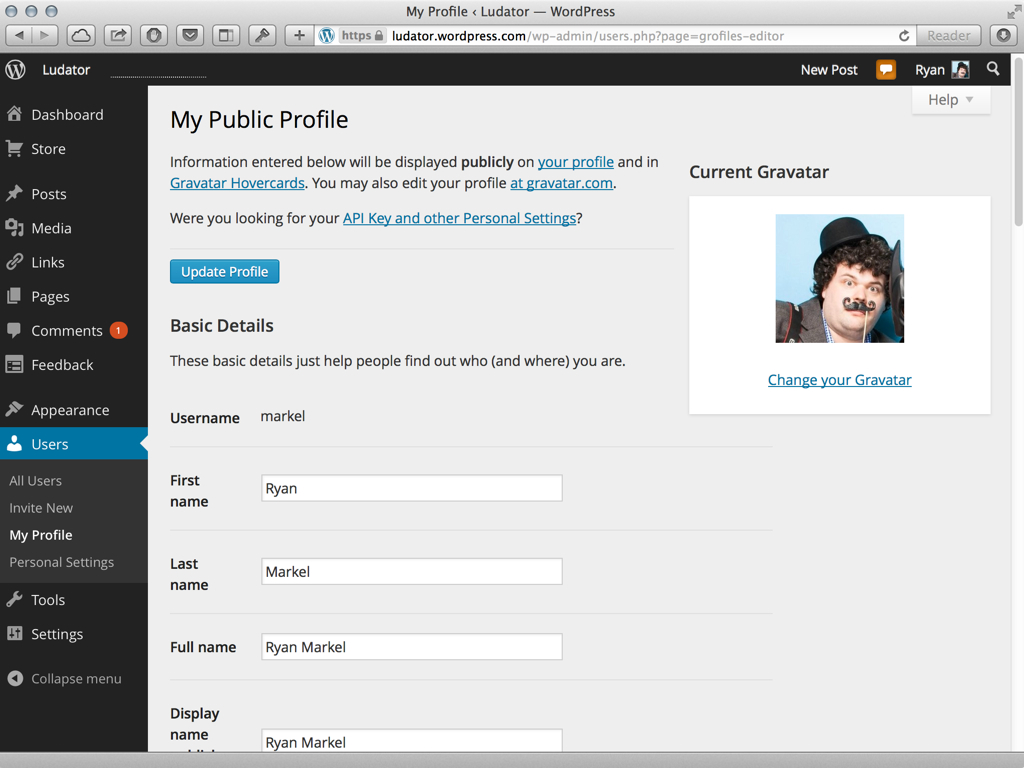 My Profile ‹ Ludator — WordPress
https ludator.wordpress.com/wp-admin/users.php?page=grofiles-editor Reader
Ludator New Post Ryan
Help
Dashboard
Store
Posts
Media
Links
Pages
Comments 1
Feedback
Appearance
Users
All Users
Invite New
My Profile
Personal Settings
Tools
Settings
Collapse menu
My Public Profile
Information entered below will be displayed publicly on your profile and in
Gravatar Hovercards. You may also edit your profile at gravatar.com.
Were you looking for your API Key and other Personal Settings?
Update Profile
Basic Details
These basic details just help people find out who (and where) you are.
Username markel
First
name
Ryan
Last
name
Markel
Full name Ryan Markel
Display
name
Ryan Markel
Current Gravatar
Change your Gravatar